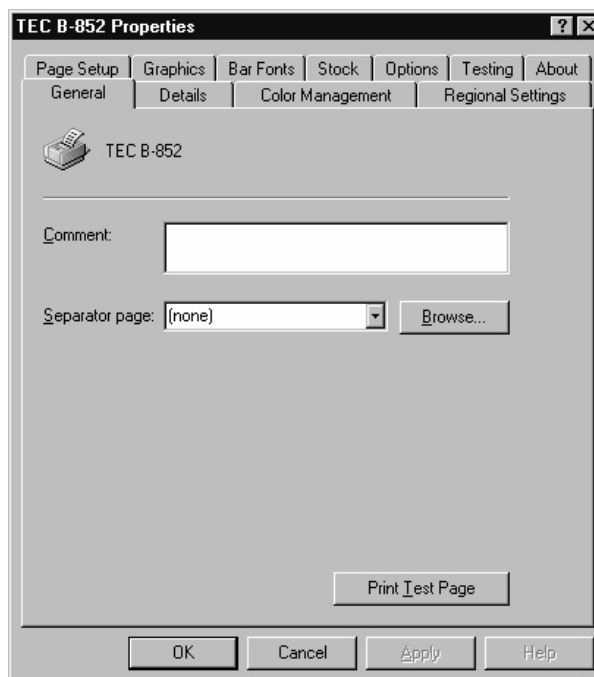 TEC B-852 Properties
Page Setup Graphics Bar Fonts Stock Options Testing About
General Details Color Management Regional Settings
TEC B-852
Comment:
Separator page: (none) Browse...
Print Test Page
OK Cancel Apply Help